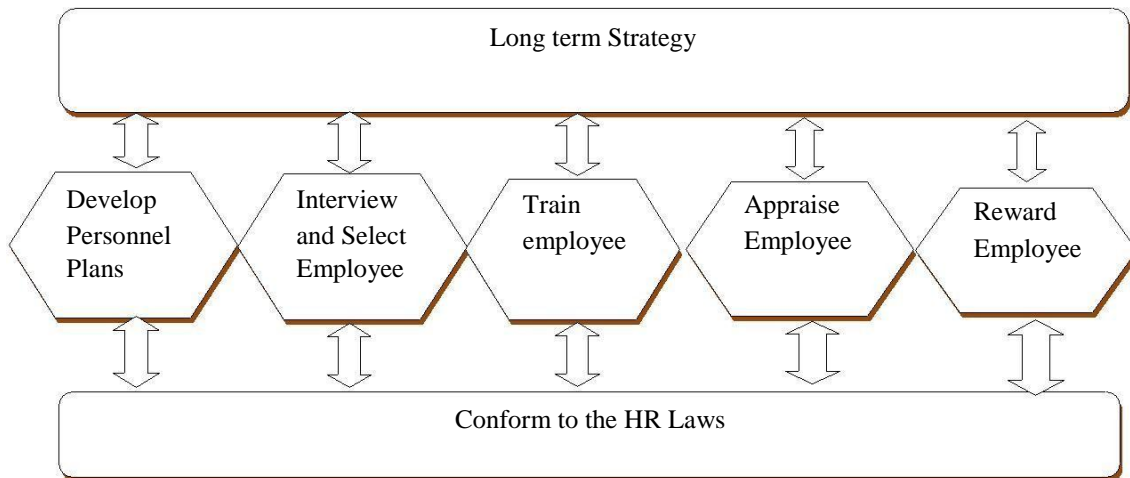 Long term Strategy
Develop
Personnel
Plans
Interview
and Select
Employee
Train
employee
Appraise
Employee
Reward
Employee
Conform to the HR Laws